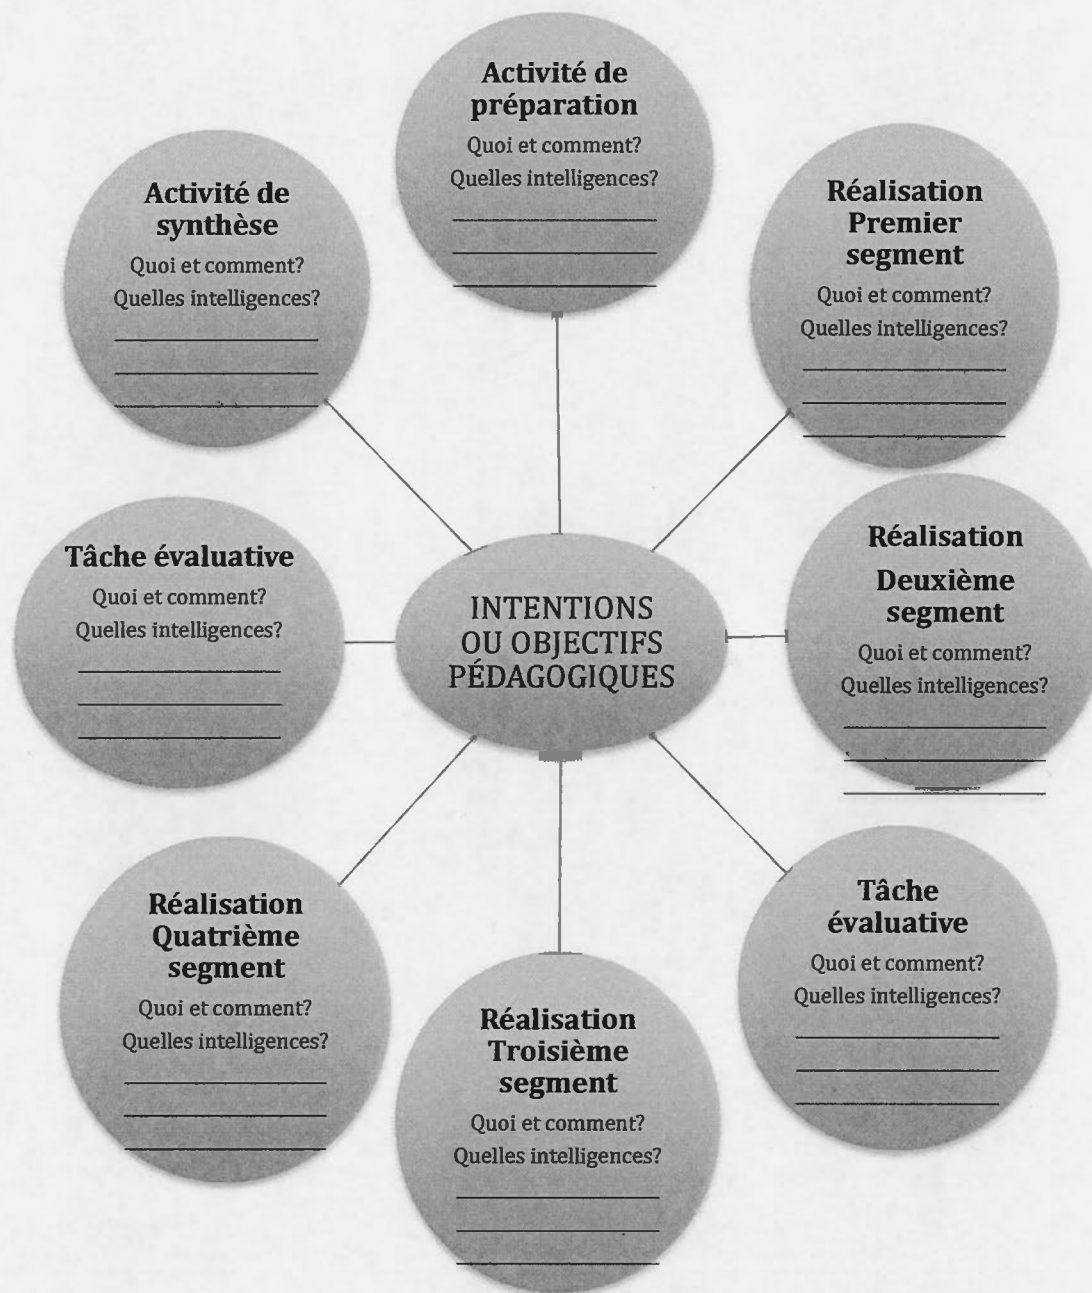 Activité de
préparation
Quoi et comment?
Quelles intelligences?
Réalisation
Premier
segment
Quoi et comment?
Quelles intelligences?
Réalisation
Deuxième
segment
Quoi et comment?
Quelles intelligences?
Tâche
évaluative
Quoi et comment?
Quelles intelligences?
Réalisation
Troisième
segment
Quoi et comment?
Quelles intelligences?
Réalisation
Quatrième
segment
Quoi et comment?
Quelles intelligences?
Tâche évaluative
Quoi et comment?
Quelles intelligences?
Activité de
synthèse
Quoi et comment?
Quelles intelligences?
INTENTIONS
OU OBJECTIFS
PÉDAGOGIQUES